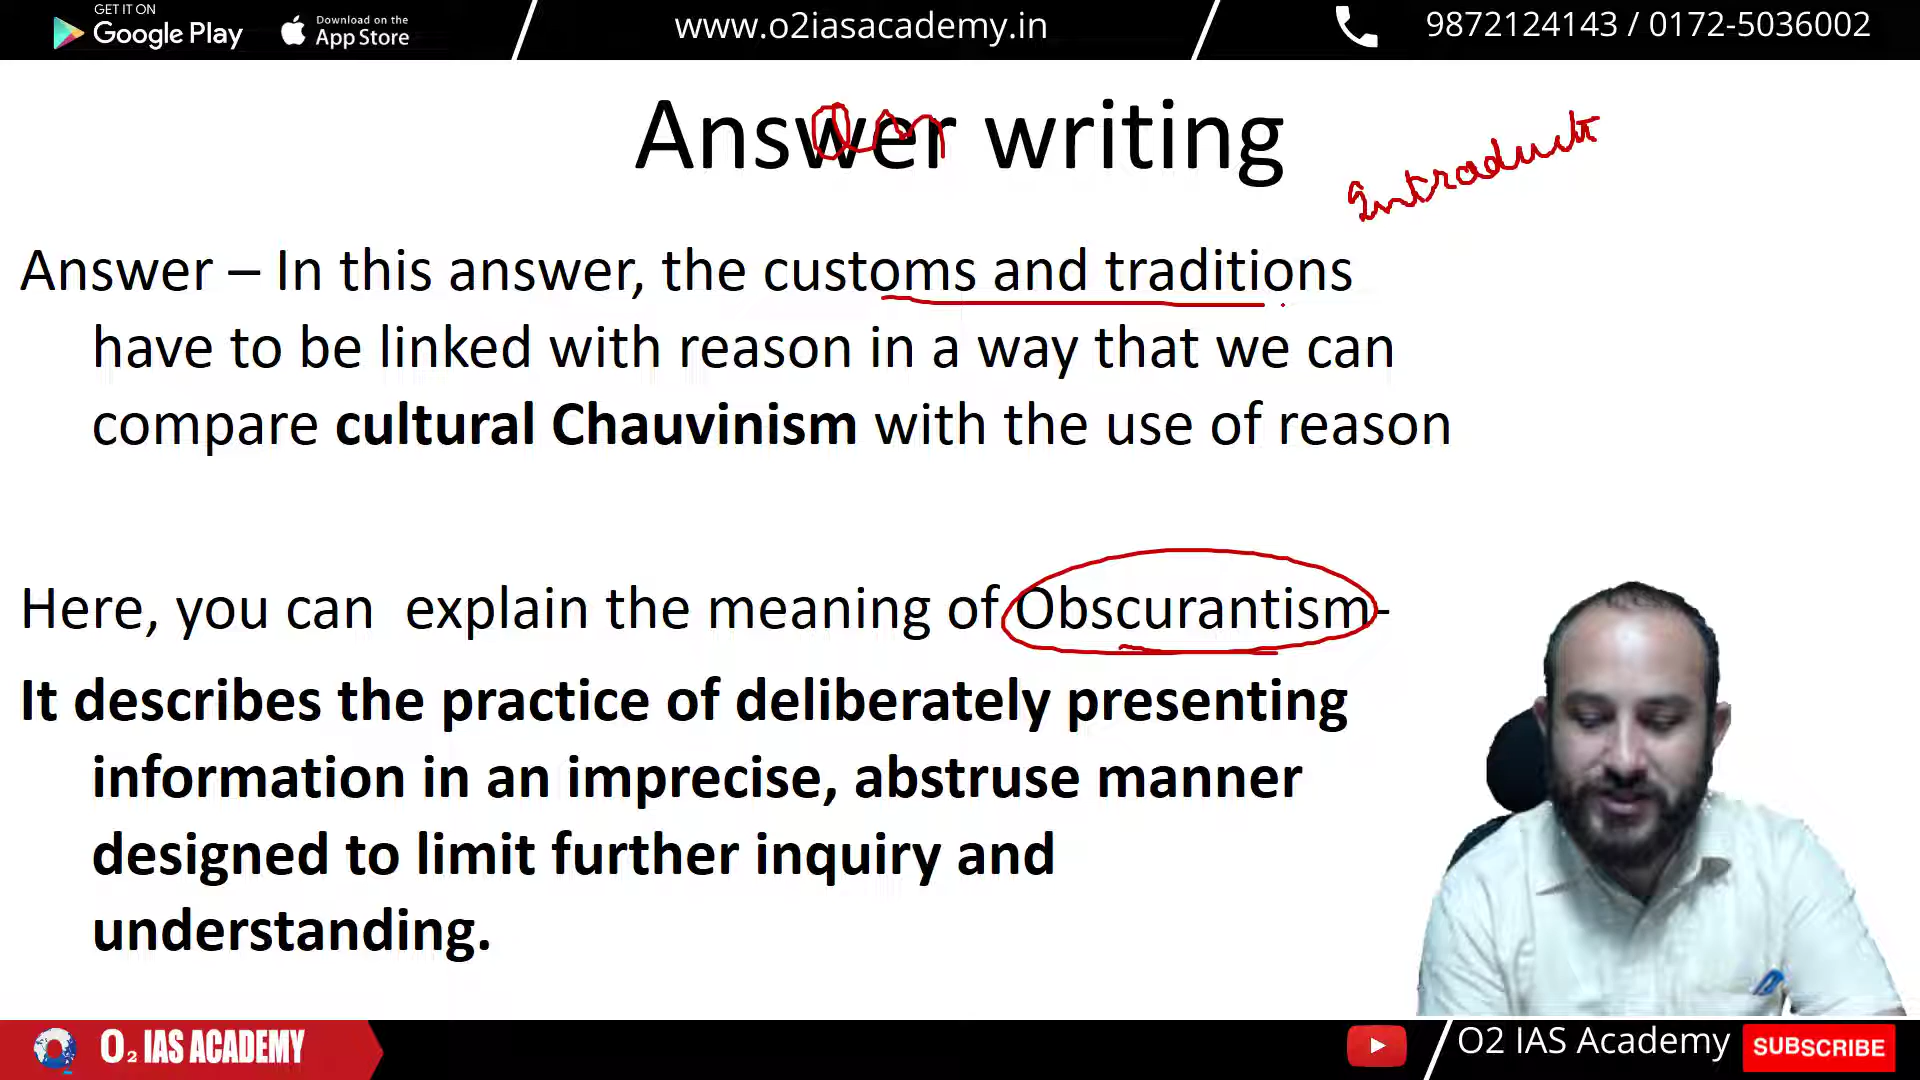 GET IT ON
Google Play
Download on the
App Store
www.o2iasacademy.in
9872124143 / 0172-5036002
Answer writing
Introduct
Answer – In this answer, the customs and traditions
have to be linked with reason in a way that we can
compare cultural Chauvinism with the use of reason
Here, you can explain the meaning of Obscurantism-
It describes the practice of deliberately presenting
information in an imprecise, abstruse manner
designed to limit further inquiry and
understanding.
O2 IAS ACADEMY
O2 IAS Academy
SUBSCRIBE